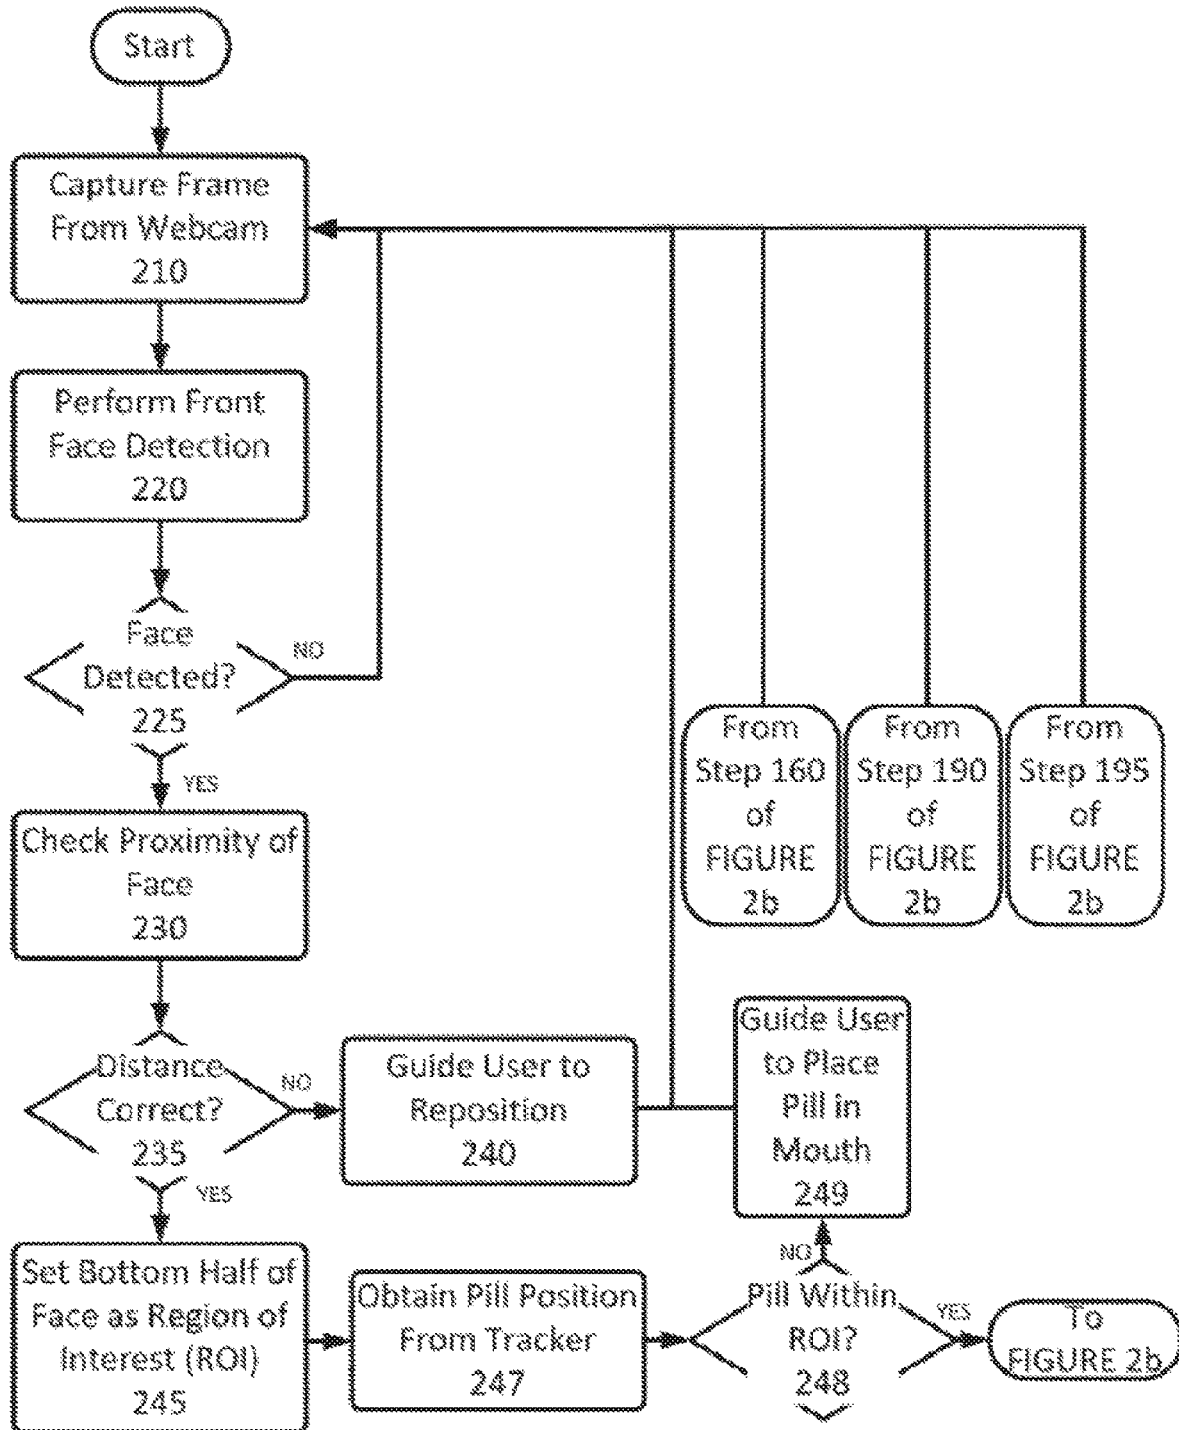 Start
Capture Frame
From Webcam
210
Perform Front
Face Detection
220
Face
Detected?
225
NO
YES
Check Proximity of
Face
230
From
Step 160
of
FIGURE
2b
From
Step 190
of
FIGURE
2b
From
Step 195
of
FIGURE
2b
Distance
Correct?
235
NO
YES
Guide User to
Reposition
240
Guide User
to Place
Pill in
Mouth
249
Set Bottom Half of
Face as Region of
Interest (ROI)
245
Obtain Pill Position
From Tracker
247
NO
Pill Within
ROI?
248
YES
To
FIGURE 2b